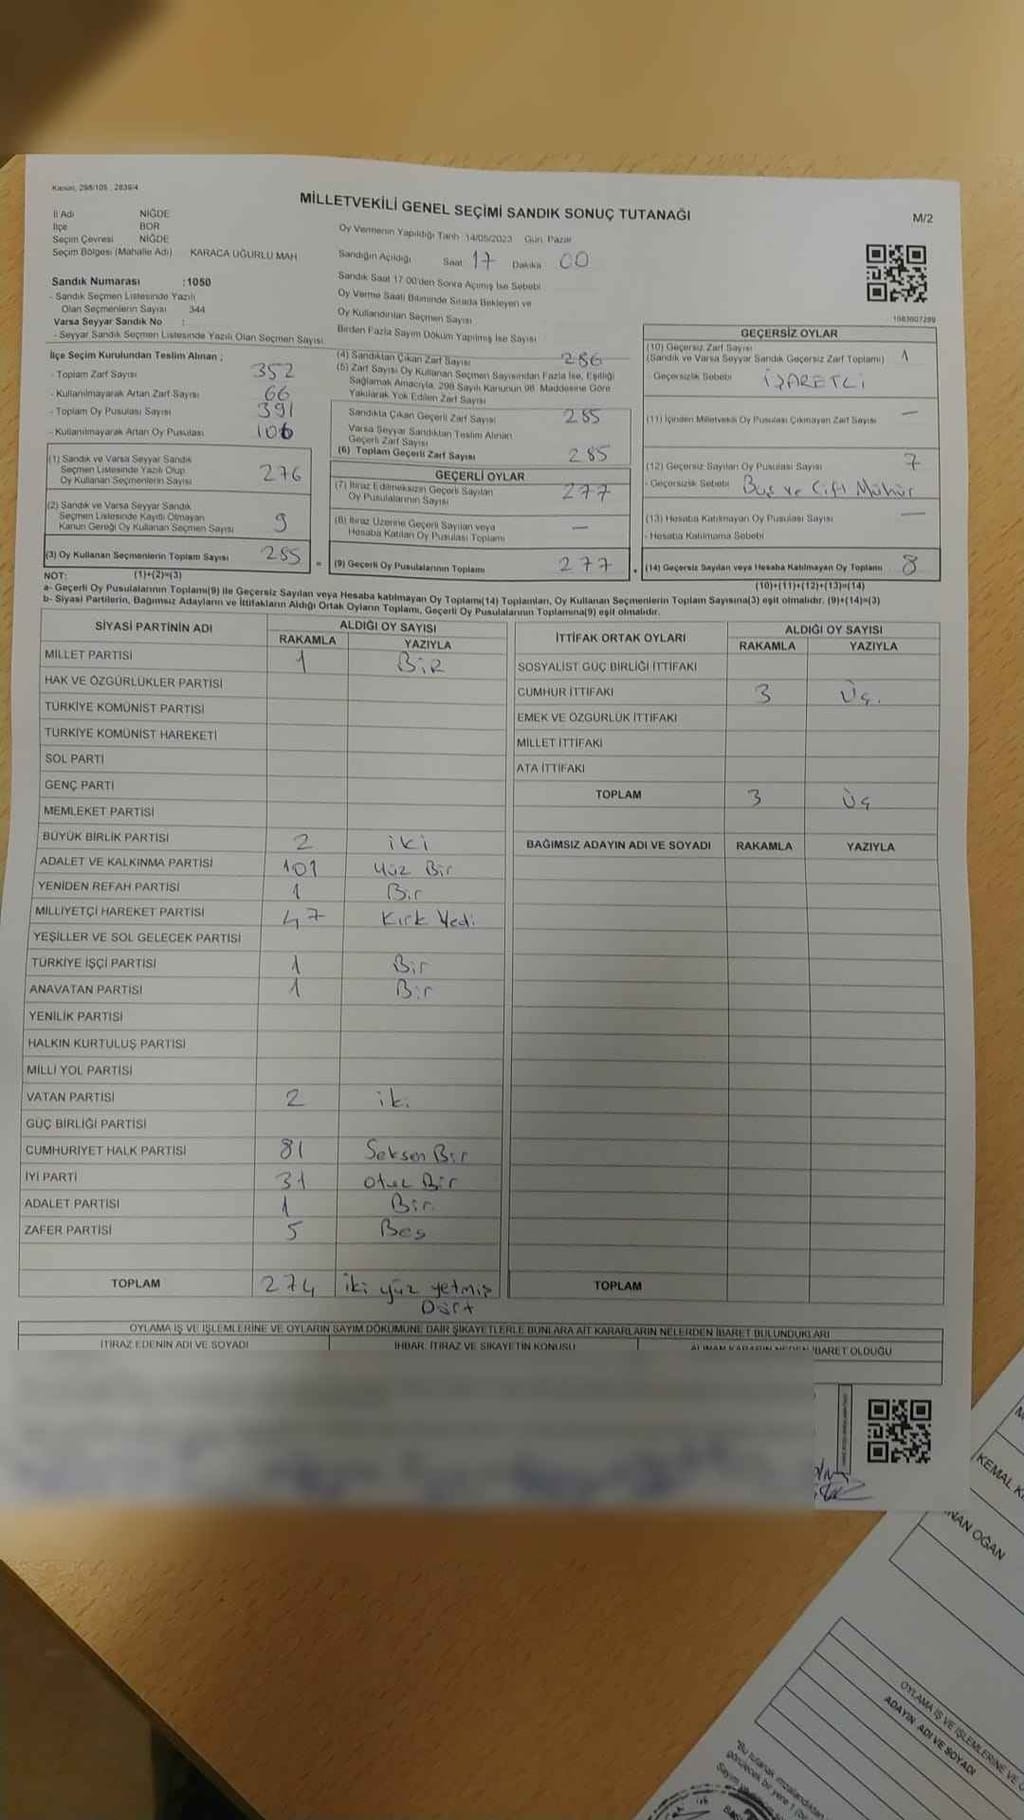 Kanun, 298/105 , 2839/4
MİLLETVEKİLİ GENEL SEÇİMİ SANDIK SONUÇ TUTANAĞI
M/2
İl Adı NİĞDE
İlçe BOR
Seçim Çevresi NİĞDE
Seçim Bölgesi (Mahalle Adı) KARACA UĞURLU MAH
Sandık Numarası :1050
- Sandık Seçmen Listesinde Yazılı
Olan Seçmenlerin Sayısı 344
Varsa Seyyar Sandık No :
- Seyyar Sandık Seçmen Listesinde Yazılı Olan Seçmen Sayısı
Oy Vermenin Yapıldığı Tarih 14/05/2023 Gün Pazar
Sandığın Açıldığı Saat 17 Dakika 00
Sandık Saat 17 00'den Sonra Açılmış İse Sebebi
Oy Verme Saati Bitiminde Sırada Bekleyen ve
Oy Kullandırılan Seçmen Sayısı
Birden Fazla Sayım Döküm Yapılmış İse Sayısı
1083607289
İlçe Seçim Kurulundan Teslim Alınan ;
- Toplam Zarf Sayısı 352
- Kullanılmayarak Artan Zarf Sayısı 66
- Toplam Oy Pusulası Sayısı 391
- Kullanılmayarak Artan Oy Pusulası 106
(1) Sandık ve Varsa Seyyar Sandık
Seçmen Listesinde Yazılı Olup
Oy Kullanan Seçmenlerin Sayısı 276
(2) Sandık ve Varsa Seyyar Sandık
Seçmen Listesinde Kayıtlı Olmayan
Kanun Gereği Oy Kullanan Seçmen Sayısı 9
(3) Oy Kullanan Seçmenlerin Toplam Sayısı 285
(1)+(2)=(3)
(4) Sandıktan Çıkan Zarf Sayısı 286
(5) Zarf Sayısı Oy Kullanan Seçmen Sayısından Fazla İse, Eşitliği
Sağlamak Amacıyla, 298 Sayılı Kanunun 98. Maddesine Göre
Yakılarak Yok Edilen Zarf Sayısı
Sandıkta Çıkan Geçerli Zarf Sayısı 285
Varsa Seyyar Sandıktan Teslim Alınan
Geçerli Zarf Sayısı
(6) Toplam Geçerli Zarf Sayısı 285
GEÇERLİ OYLAR
(7) İtiraz Edilmeksizin Geçerli Sayılan
Oy Pusulalarının Sayısı 277
(8) İtiraz Üzerine Geçerli Sayılan veya
Hesaba Katılan Oy Pusulası Toplamı —
(9) Geçerli Oy Pusulalarının Toplamı 277
GEÇERSİZ OYLAR
(10) Geçersiz Zarf Sayısı 1
(Sandık ve Varsa Seyyar Sandık Geçersiz Zarf Toplamı)
Geçersizlik Sebebi İŞARETLİ
(11) İçinden Milletvekili Oy Pusulası Çıkmayan Zarf Sayısı —
(12) Geçersiz Sayılan Oy Pusulası Sayısı 7
- Geçersizlik Sebebi Boş ve Çift Mühür
(13) Hesaba Katılmayan Oy Pusulası Sayısı —
- Hesaba Katılmama Sebebi
(14) Geçersiz Sayılan veya Hesaba Katılmayan Oy Toplamı 8
(10)+(11)+(12)+(13)=(14)
NOT:
a- Geçerli Oy Pusulalarının Toplamı(9) ile Geçersiz Sayılan veya Hesaba katılmayan Oy Toplamı(14) Toplamları, Oy Kullanan Seçmenlerin Toplam Sayısına(3) eşit olmalıdır. (9)+(14)=(3)
b- Siyasi Partilerin, Bağımsız Adayların ve İttifakların Aldığı Ortak Oyların Toplamı, Geçerli Oy Pusulalarının Toplamına(9) eşit olmalıdır.
SİYASİ PARTİNİN ADI ALDIĞI OY SAYISI
RAKAMLA YAZIYLA
MİLLET PARTİSİ 1 BİR
HAK VE ÖZGÜRLÜKLER PARTİSİ
TÜRKİYE KOMÜNİST PARTİSİ
TÜRKİYE KOMÜNİST HAREKETİ
SOL PARTİ
GENÇ PARTİ
MEMLEKET PARTİSİ
BÜYÜK BİRLİK PARTİSİ 2 iki
ADALET VE KALKINMA PARTİSİ 101 Yüz Bir
YENİDEN REFAH PARTİSİ 1 Bir
MİLLİYETÇİ HAREKET PARTİSİ 47 Kırk Yedi
YEŞİLLER VE SOL GELECEK PARTİSİ
TÜRKİYE İŞÇİ PARTİSİ 1 Bir
ANAVATAN PARTİSİ 1 Bir
YENİLİK PARTİSİ
HALKIN KURTULUŞ PARTİSİ
MİLLİ YOL PARTİSİ
VATAN PARTİSİ 2 iki
GÜÇ BİRLİĞİ PARTİSİ
CUMHURİYET HALK PARTİSİ 81 Seksen Bir
İYİ PARTİ 31 Otuz Bir
ADALET PARTİSİ 1 Bir
ZAFER PARTİSİ 5 Beş
TOPLAM 274 iki yüz yetmiş
Dört
İTTİFAK ORTAK OYLARI ALDIĞI OY SAYISI
RAKAMLA YAZIYLA
SOSYALİST GÜÇ BİRLİĞİ İTTİFAKI
CUMHUR İTTİFAKI 3 Üç.
EMEK VE ÖZGÜRLÜK İTTİFAKI
MİLLET İTTİFAKI
ATA İTTİFAKI
TOPLAM 3 Üç
BAĞIMSIZ ADAYIN ADI VE SOYADI RAKAMLA YAZIYLA
TOPLAM
OYLAMA İŞ VE İŞLEMLERİNE VE OYLARIN SAYIM DÖKÜMÜNE DAİR ŞİKAYETLERLE BUNLARA AİT KARARLARIN NELERDEN İBARET BULUNDUKLARI
İTİRAZ EDENİN ADI VE SOYADI İHBAR, İTİRAZ VE ŞİKAYETİN KONUSU İBARET OLDUĞU
KEMAL K
NAN OĞAN
OYLAMA İŞ VE İŞLEMLERİNE VE O
ADAYIN ADI VE SOYADI